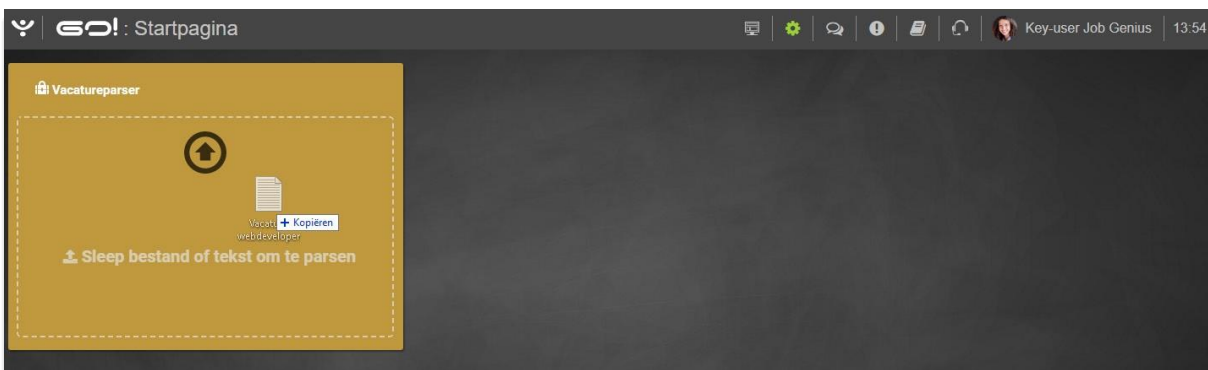 GO! : Startpagina
Key-user Job Genius
13:54
Vacatureparser
+ Kopiëren
webdeveloper
Sleep bestand of tekst om te parsen